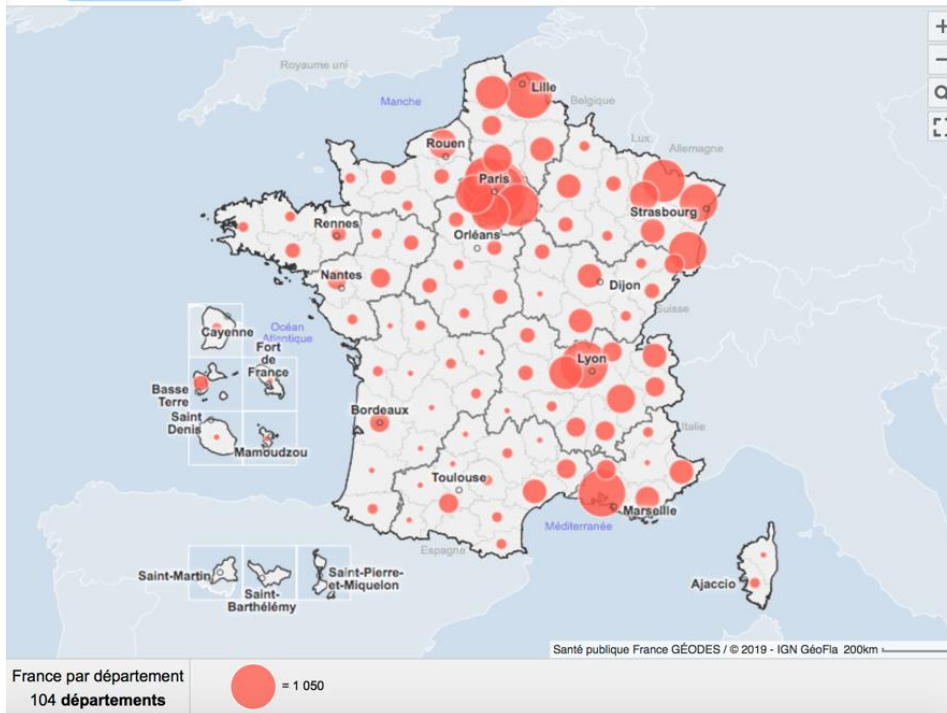 Royaume uni
Manche
Lille
Belgique
Lux.
Allemagne
Rouen
Paris
Strasbourg
Rennes
Orléans
Nantes
Dijon
Suisse
Cayenne
Océan
Atlantique
Fort
de
France
Basse
Terre
Saint
Denis
Mamoudzou
Lyon
Bordeaux
Italie
Toulouse
Marseille
Méditerranée
Espagne
Saint-Martin
Saint-
Barthélémy
Saint-Pierre-
et-Miquelon
Ajaccio
Santé publique France GÉODES / © 2019 - IGN GéoFla 200km
France par département
104 départements
= 1 050